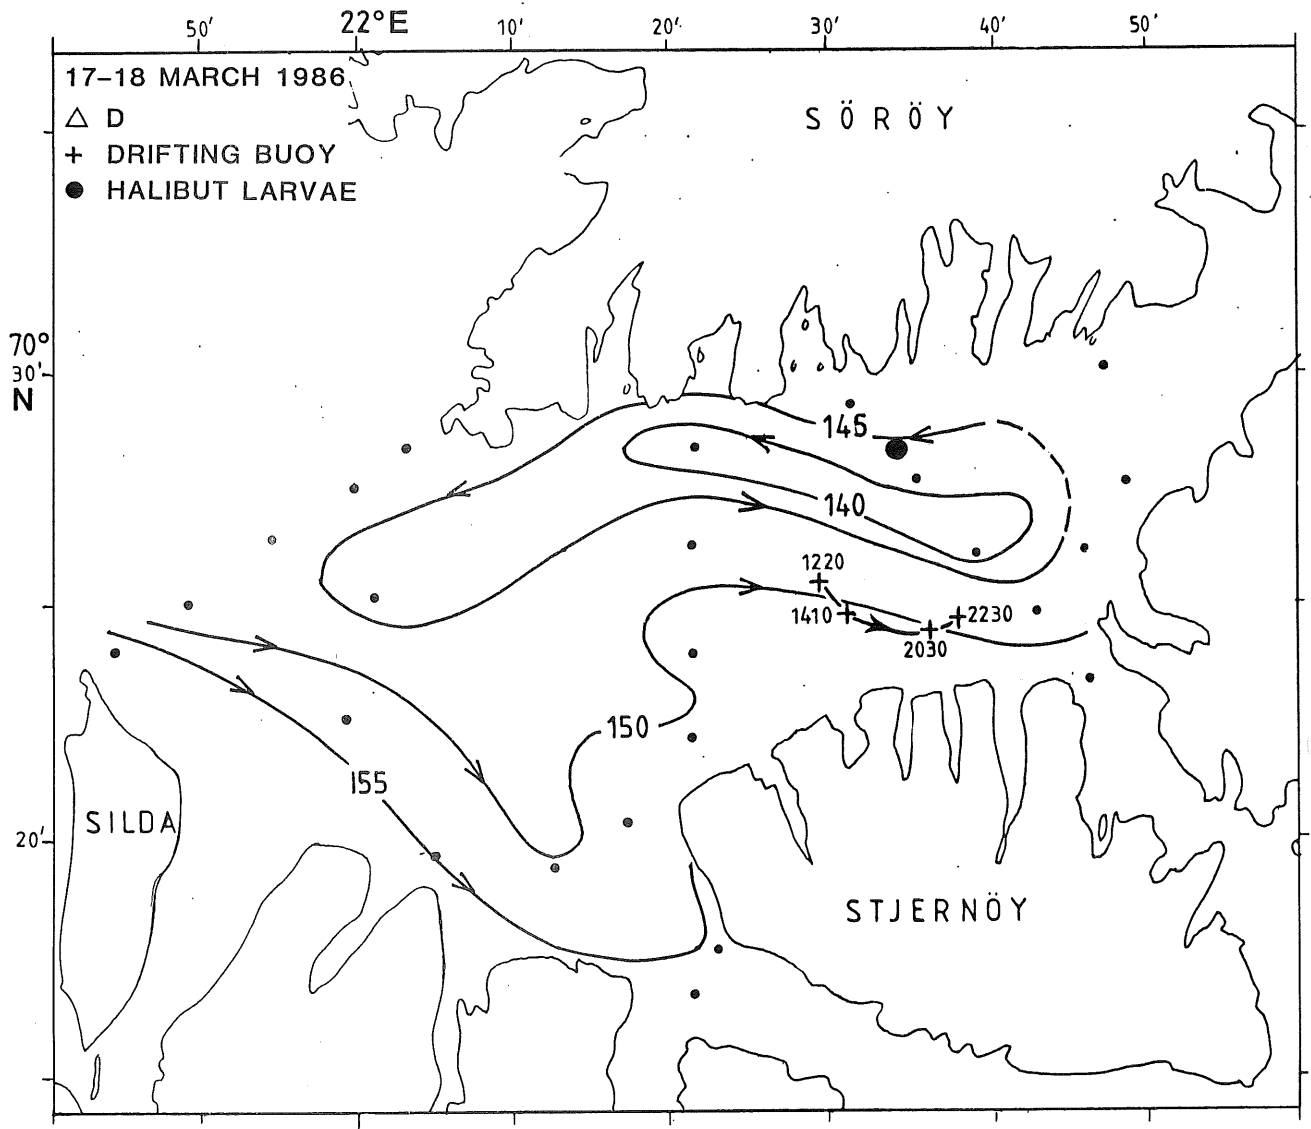 50' 22°E 10' 20' 30' 40' 50'
17–18 MARCH 1986
△ D
+ DRIFTING BUOY
● HALIBUT LARVAE
SÖRÖY
70°
30'
N
145
140
1220
1410
2230
2030
150
155
SILDA
20'
STJERNÖY